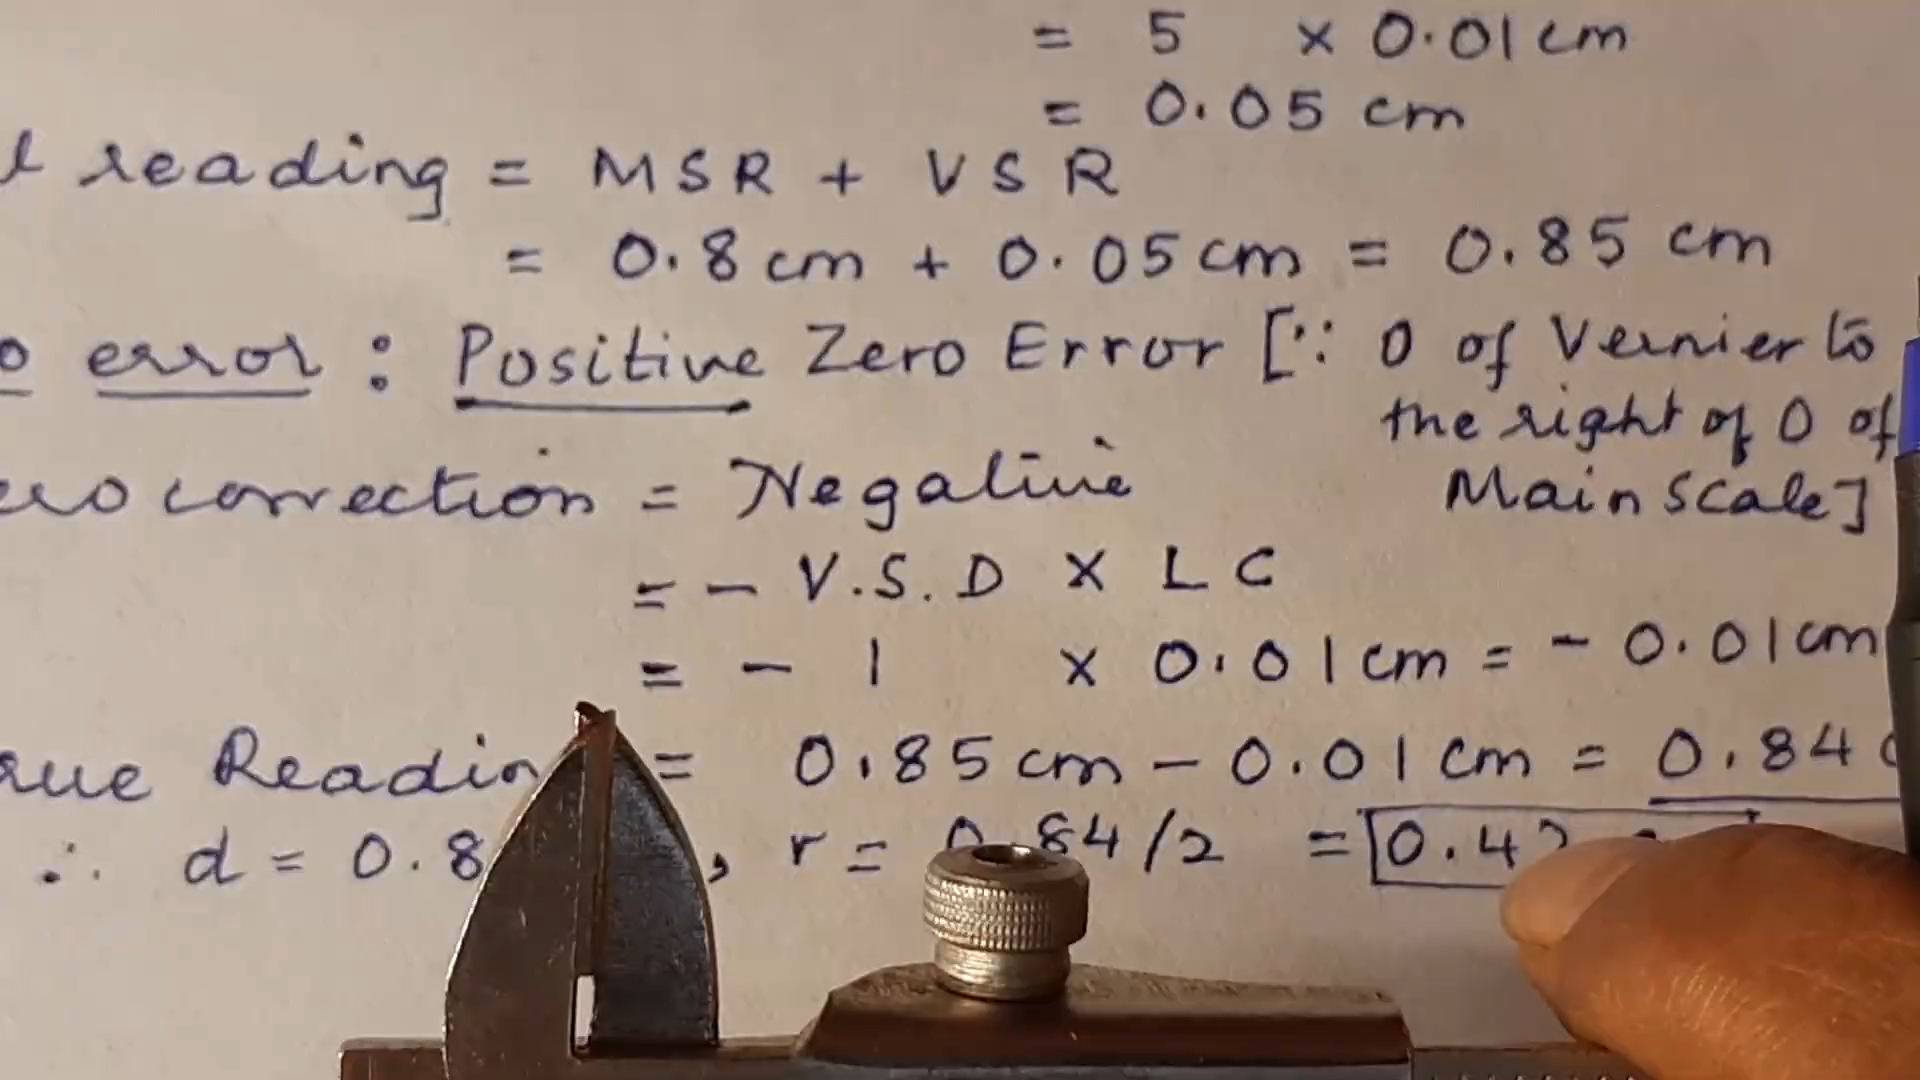 = 5 × 0.01 cm
= 0.05 cm
l reading = MSR + VSR
= 0.8 cm + 0.05 cm = 0.85 cm
o error : Positive Zero Error [∵ 0 of Vernier to
the right of 0 of
Main Scale]
ero correction = Negative
= - V.S.D × LC
= - 1 × 0.01 cm = - 0.01 cm
rue Reading = 0.85 cm - 0.01 cm = 0.84 c
∴ d = 0.8 , r = 0.84/2 = 0.42